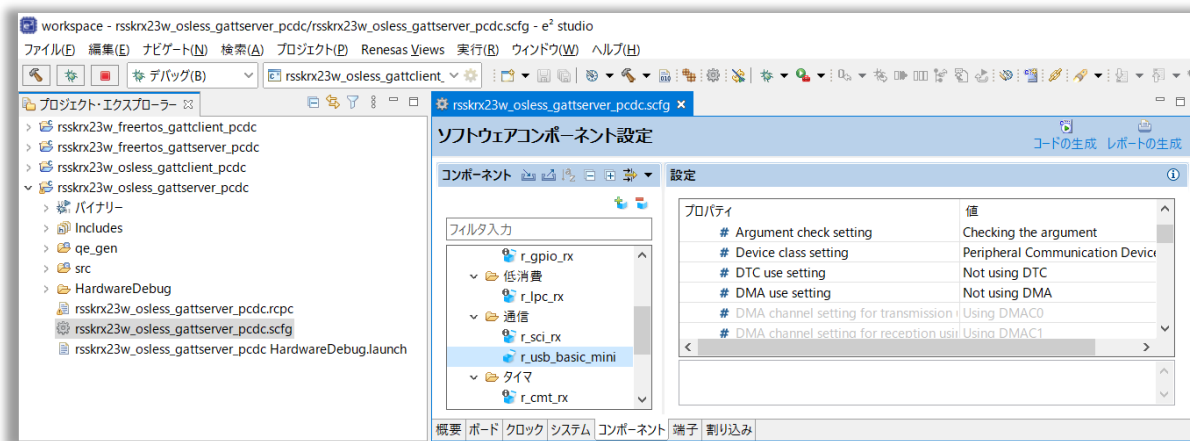 workspace - rsskrx23w_osless_gattserver_pcdc/rsskrx23w_osless_gattserver_pcdc.scfg - e² studio
ファイル(F) 編集(E) ナビゲート(N) 検索(A) プロジェクト(P) Renesas Views 実行(R) ウィンドウ(W) ヘルプ(H)
デバッグ(B) rsskrx23w_osless_gattclient_
プロジェクト・エクスプローラー
rsskrx23w_freertos_gattclient_pcdc
rsskrx23w_freertos_gattserver_pcdc
rsskrx23w_osless_gattclient_pcdc
rsskrx23w_osless_gattserver_pcdc
バイナリー
Includes
qe_gen
src
HardwareDebug
rsskrx23w_osless_gattserver_pcdc.rcpc
rsskrx23w_osless_gattserver_pcdc.scfg
rsskrx23w_osless_gattserver_pcdc HardwareDebug.launch
rsskrx23w_osless_gattserver_pcdc.scfg
ソフトウェアコンポーネント設定
コードの生成 レポートの生成
コンポーネント
フィルタ入力
r_gpio_rx
低消費
r_lpc_rx
通信
r_sci_rx
r_usb_basic_mini
タイマ
r_cmt_rx
設定
プロパティ 値
# Argument check setting Checking the argument
# Device class setting Peripheral Communication Device
# DTC use setting Not using DTC
# DMA use setting Not using DMA
# DMA channel setting for transmission Using DMAC0
# DMA channel setting for reception usin Using DMAC1
概要 ボード クロック システム コンポーネント 端子 割り込み